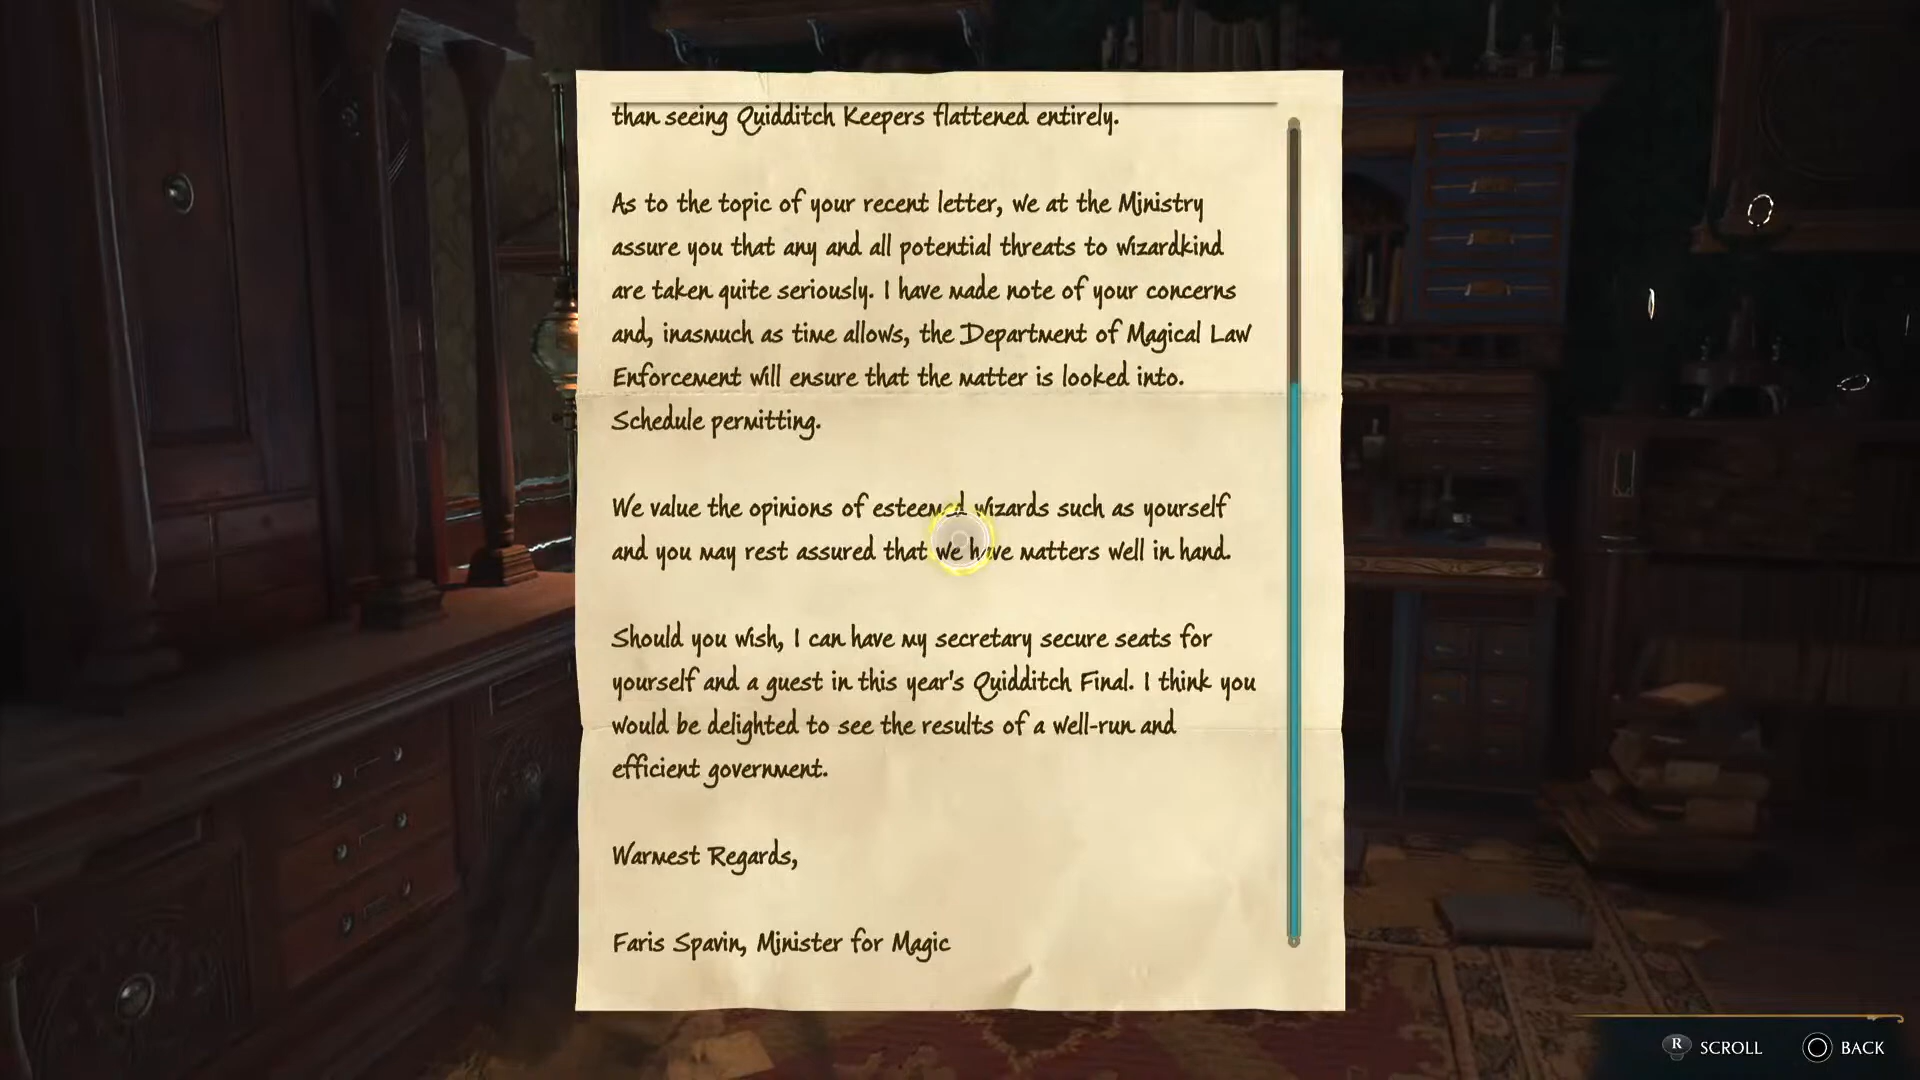 than seeing Quidditch Keepers flattened entirely.
As to the topic of your recent letter, we at the Ministry
assure you that any and all potential threats to wizardkind
are taken quite seriously. I have made note of your concerns
and, inasmuch as time allows, the Department of Magical Law
Enforcement will ensure that the matter is looked into.
Schedule permitting.
We value the opinions of esteemed wizards such as yourself
and you may rest assured that we have matters well in hand.
Should you wish, I can have my secretary secure seats for
yourself and a guest in this year's Quidditch Final. I think you
would be delighted to see the results of a well-run and
efficient government.
Warmest Regards,
Faris Spavin, Minister for Magic
R SCROLL BACK